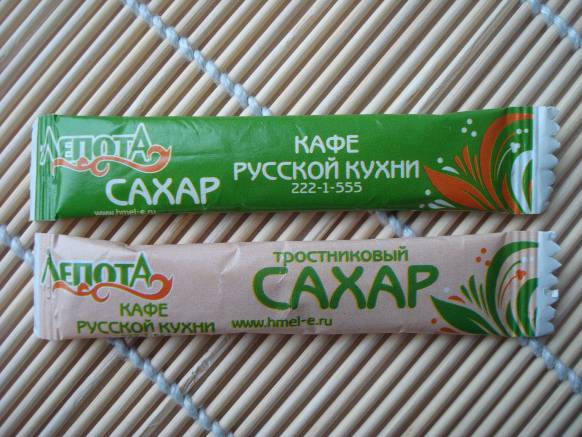 ЛЕПОТА
САХАР
www.hmel-e.ru
КАФЕ
РУССКОЙ КУХНИ
222-1-555
ЛЕПОТА
КАФЕ
РУССКОЙ КУХНИ
ТРОСТНИКОВЫЙ
САХАР
www.hmel-e.ru